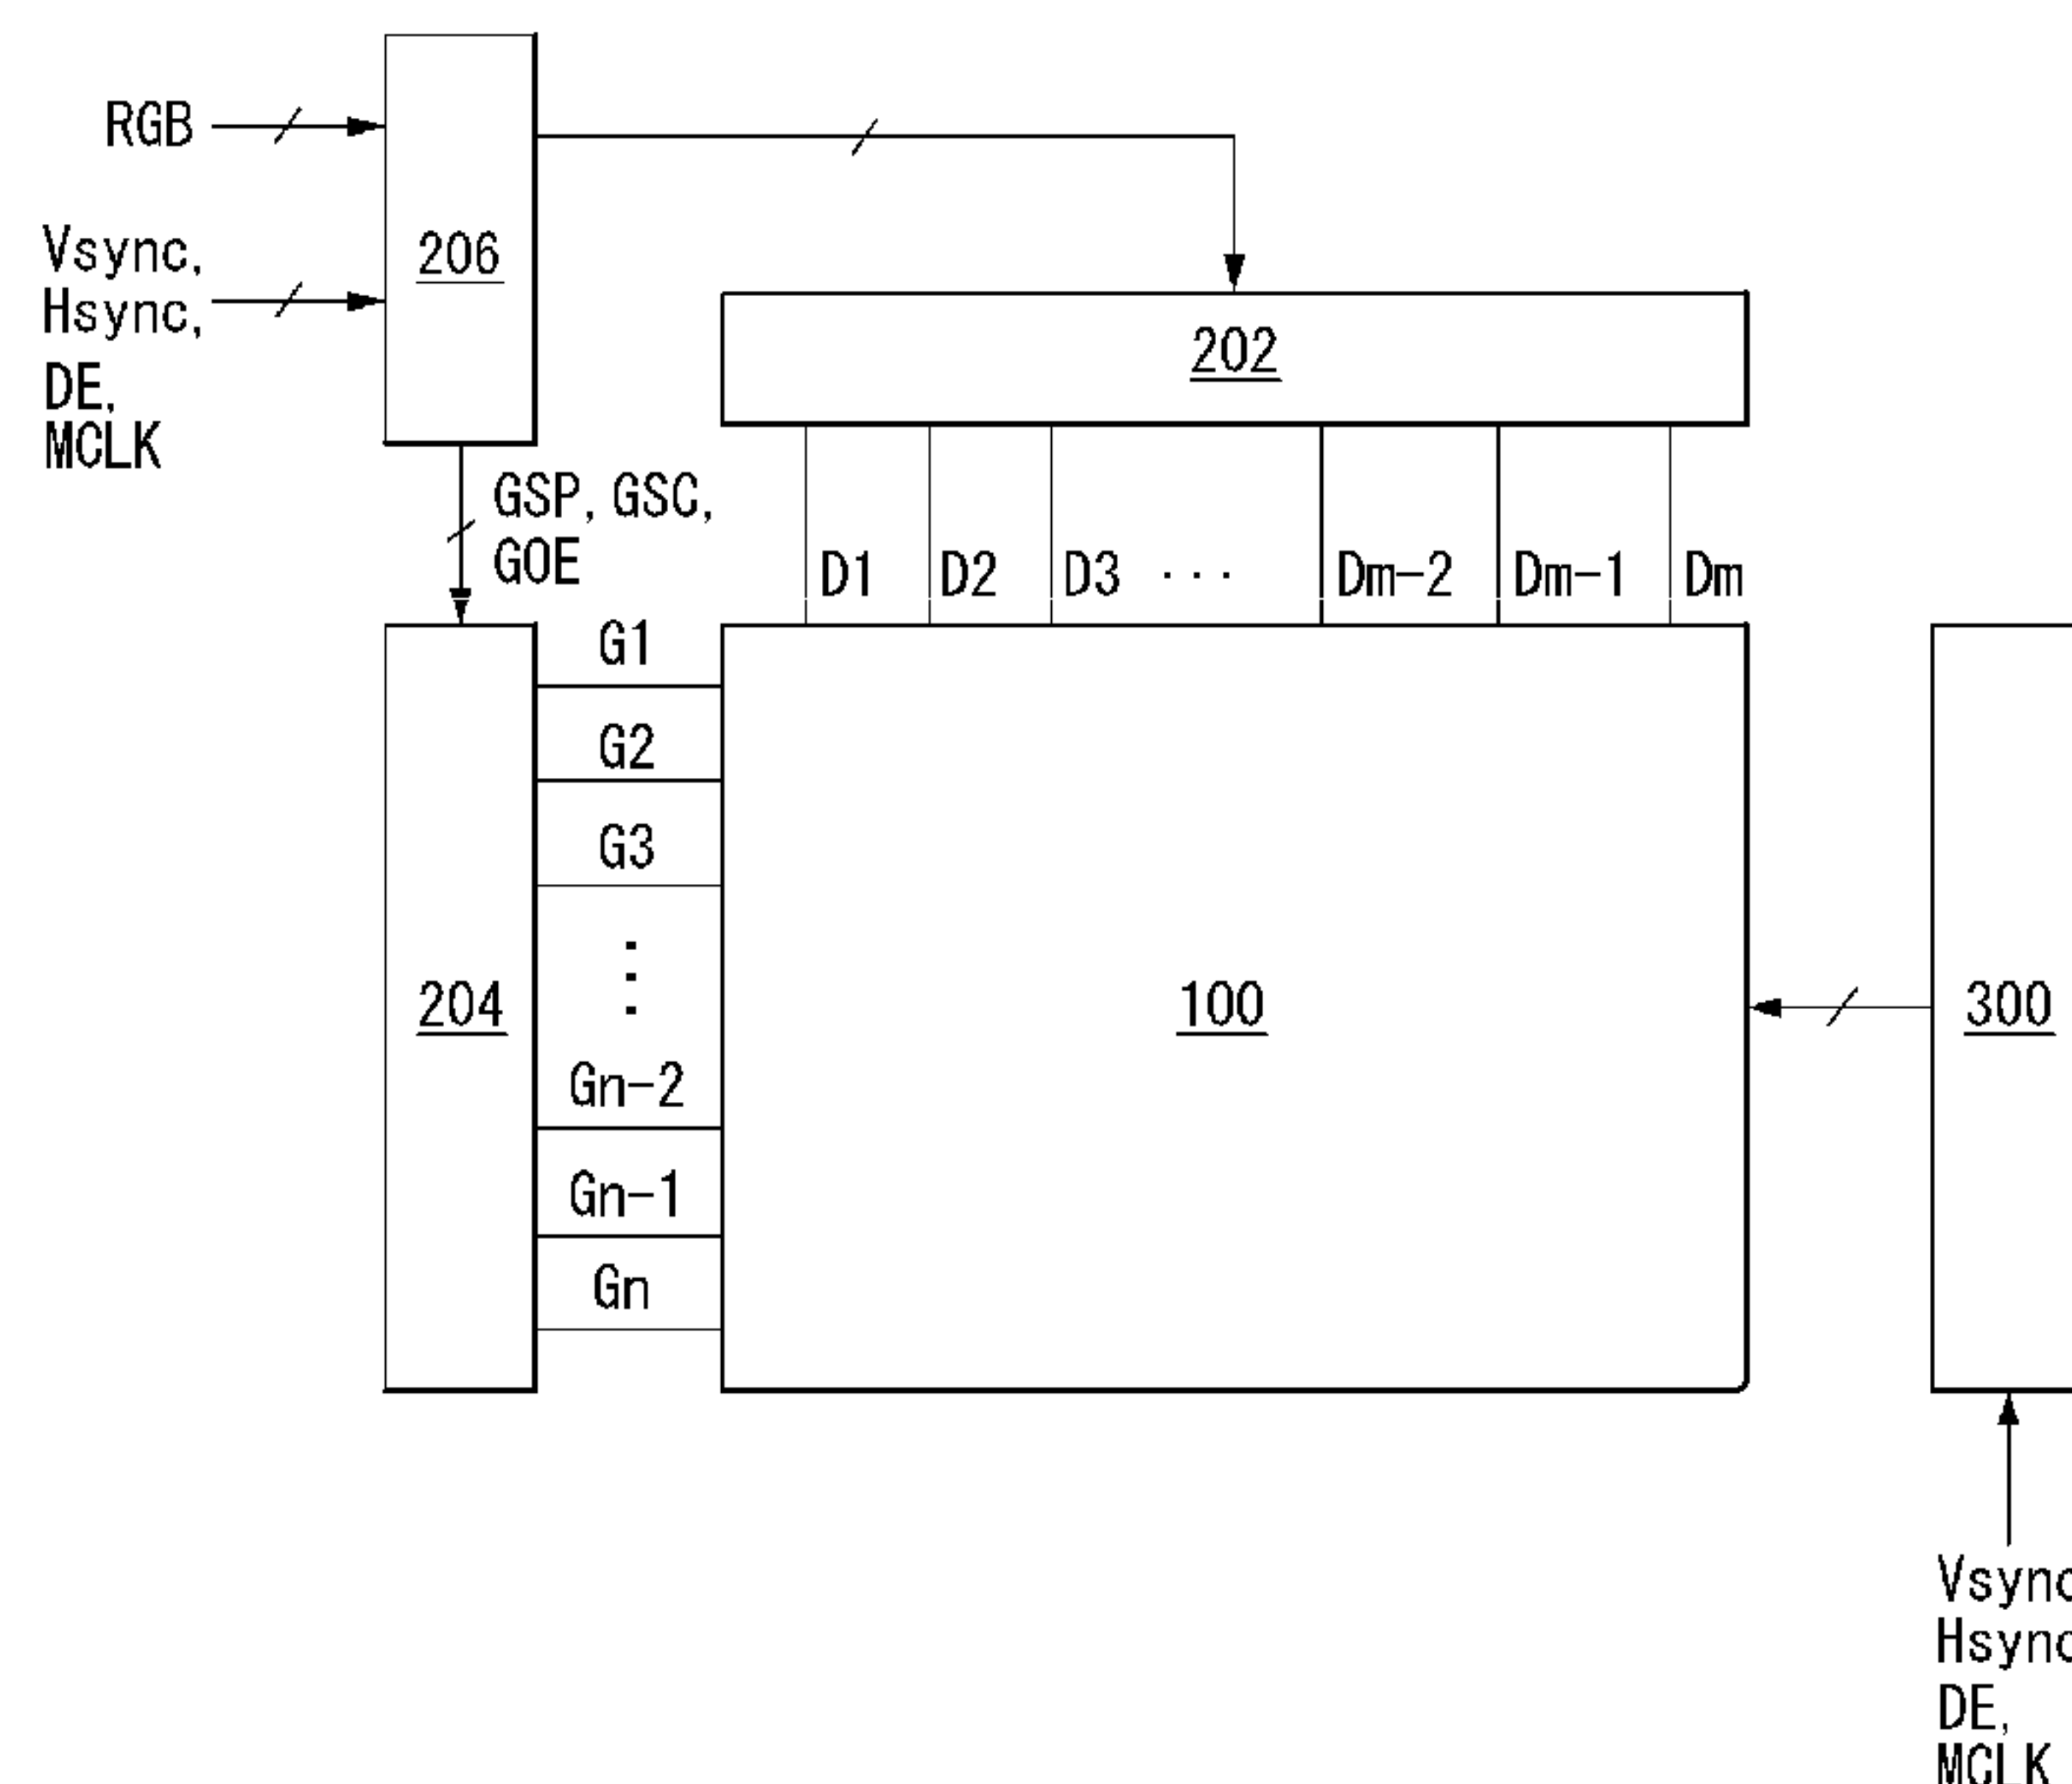 RGB
Vsync,
Hsync,
DE,
MCLK
206
202
GSP, GSC,
GOE
D1 D2 D3 ... Dm-2 Dm-1 Dm
G1
G2
G3
204
100
300
Gn-2
Gn-1
Gn
DE,
MCLK